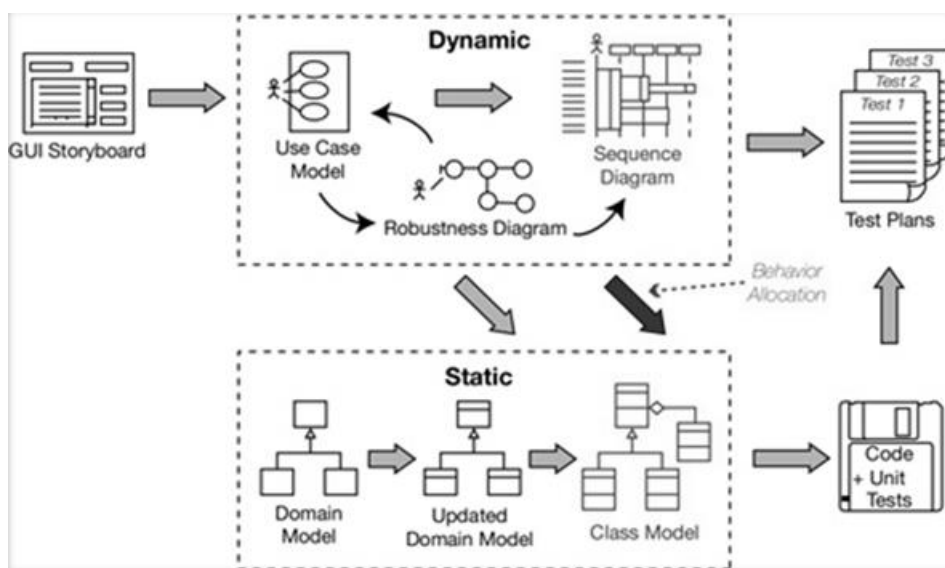 Dynamic
GUI Storyboard
Use Case
Model
Robustness Diagram
Sequence
Diagram
Test 3
Test 2
Test 1
Test Plans
Behavior
Allocation
Static
Domain
Model
Updated
Domain Model
Class Model
Code
+ Unit
Tests